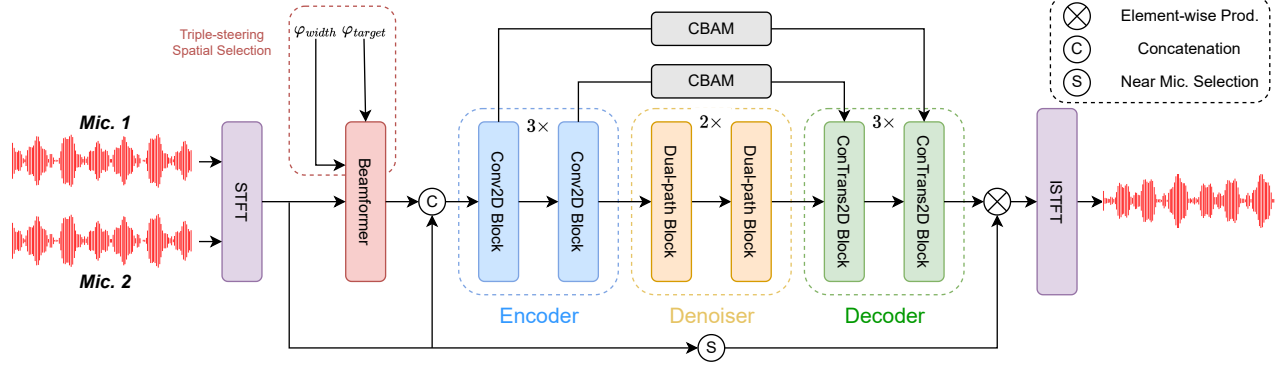 Triple-steering
Spatial Selection
φwidth φtarget
Mic. 1
Mic. 2
STFT
Beamformer
C
CBAM
CBAM
3×
Conv2D Block
Conv2D Block
Encoder
2×
Dual-path Block
Dual-path Block
Denoiser
3×
ConTrans2D Block
ConTrans2D Block
Decoder
S
ISTFT
Element-wise Prod.
C Concatenation
S Near Mic. Selection